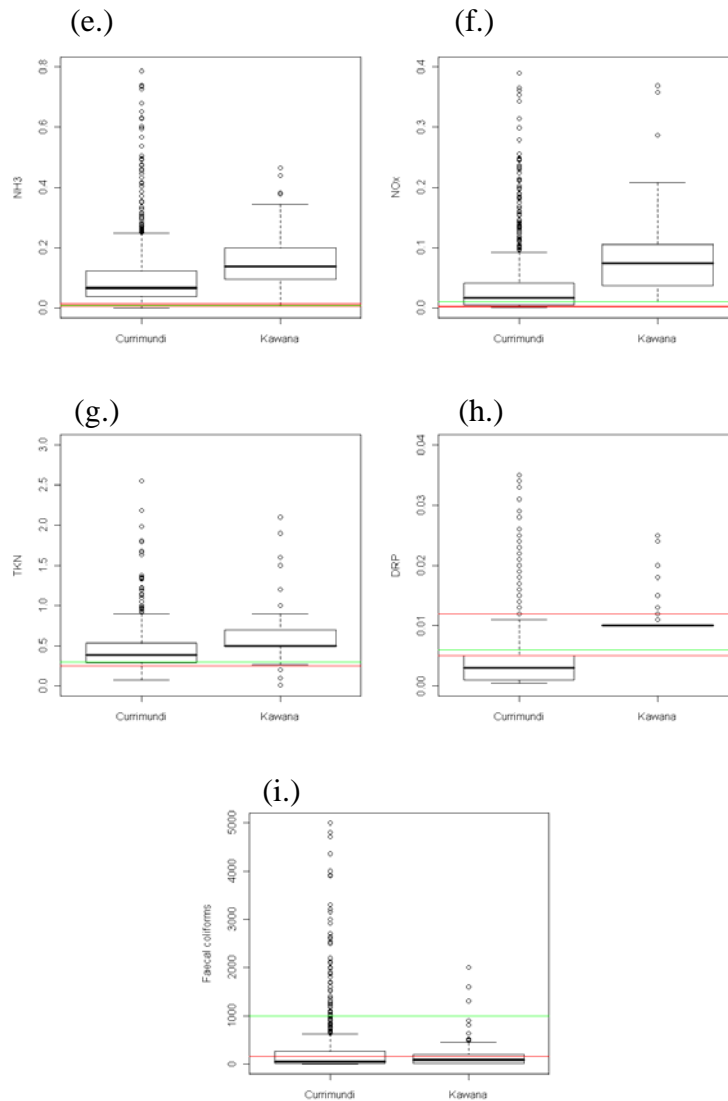 (e.)
(f.)
0.8
0.6
0.4
0.2
0.0
NH3
Currimundi
Kawana
0.4
0.3
0.2
0.1
0.0
NOx
Currimundi
Kawana
(g.)
(h.)
3.0
2.5
2.0
1.5
1.0
0.5
0.0
TKN
Currimundi
Kawana
0.04
0.03
0.02
0.01
0.00
DRP
Currimundi
Kawana
(i.)
5000
4000
3000
2000
1000
0
Faecal coliforms
Currimundi
Kawana